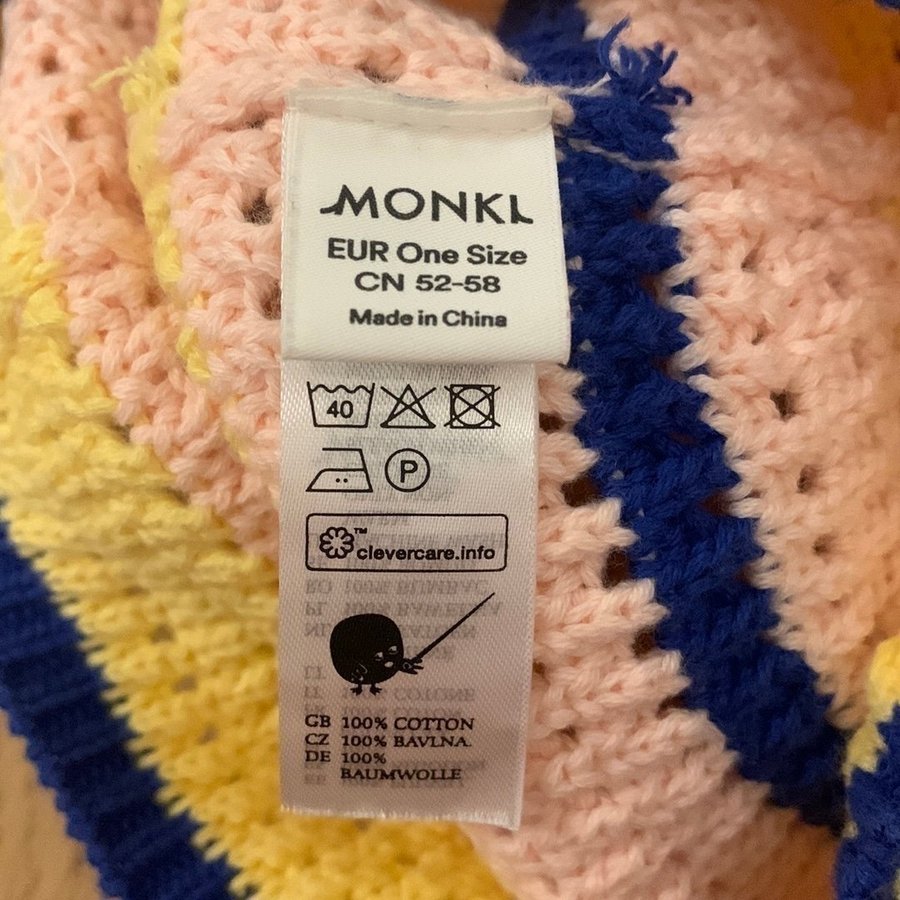 MONKI
EUR One Size
CN 52-58
Made in China
40
P
™
clevercare.info
GB 100% COTTON
CZ 100% BAVLNA.
DE 100%
BAUMWOLLE